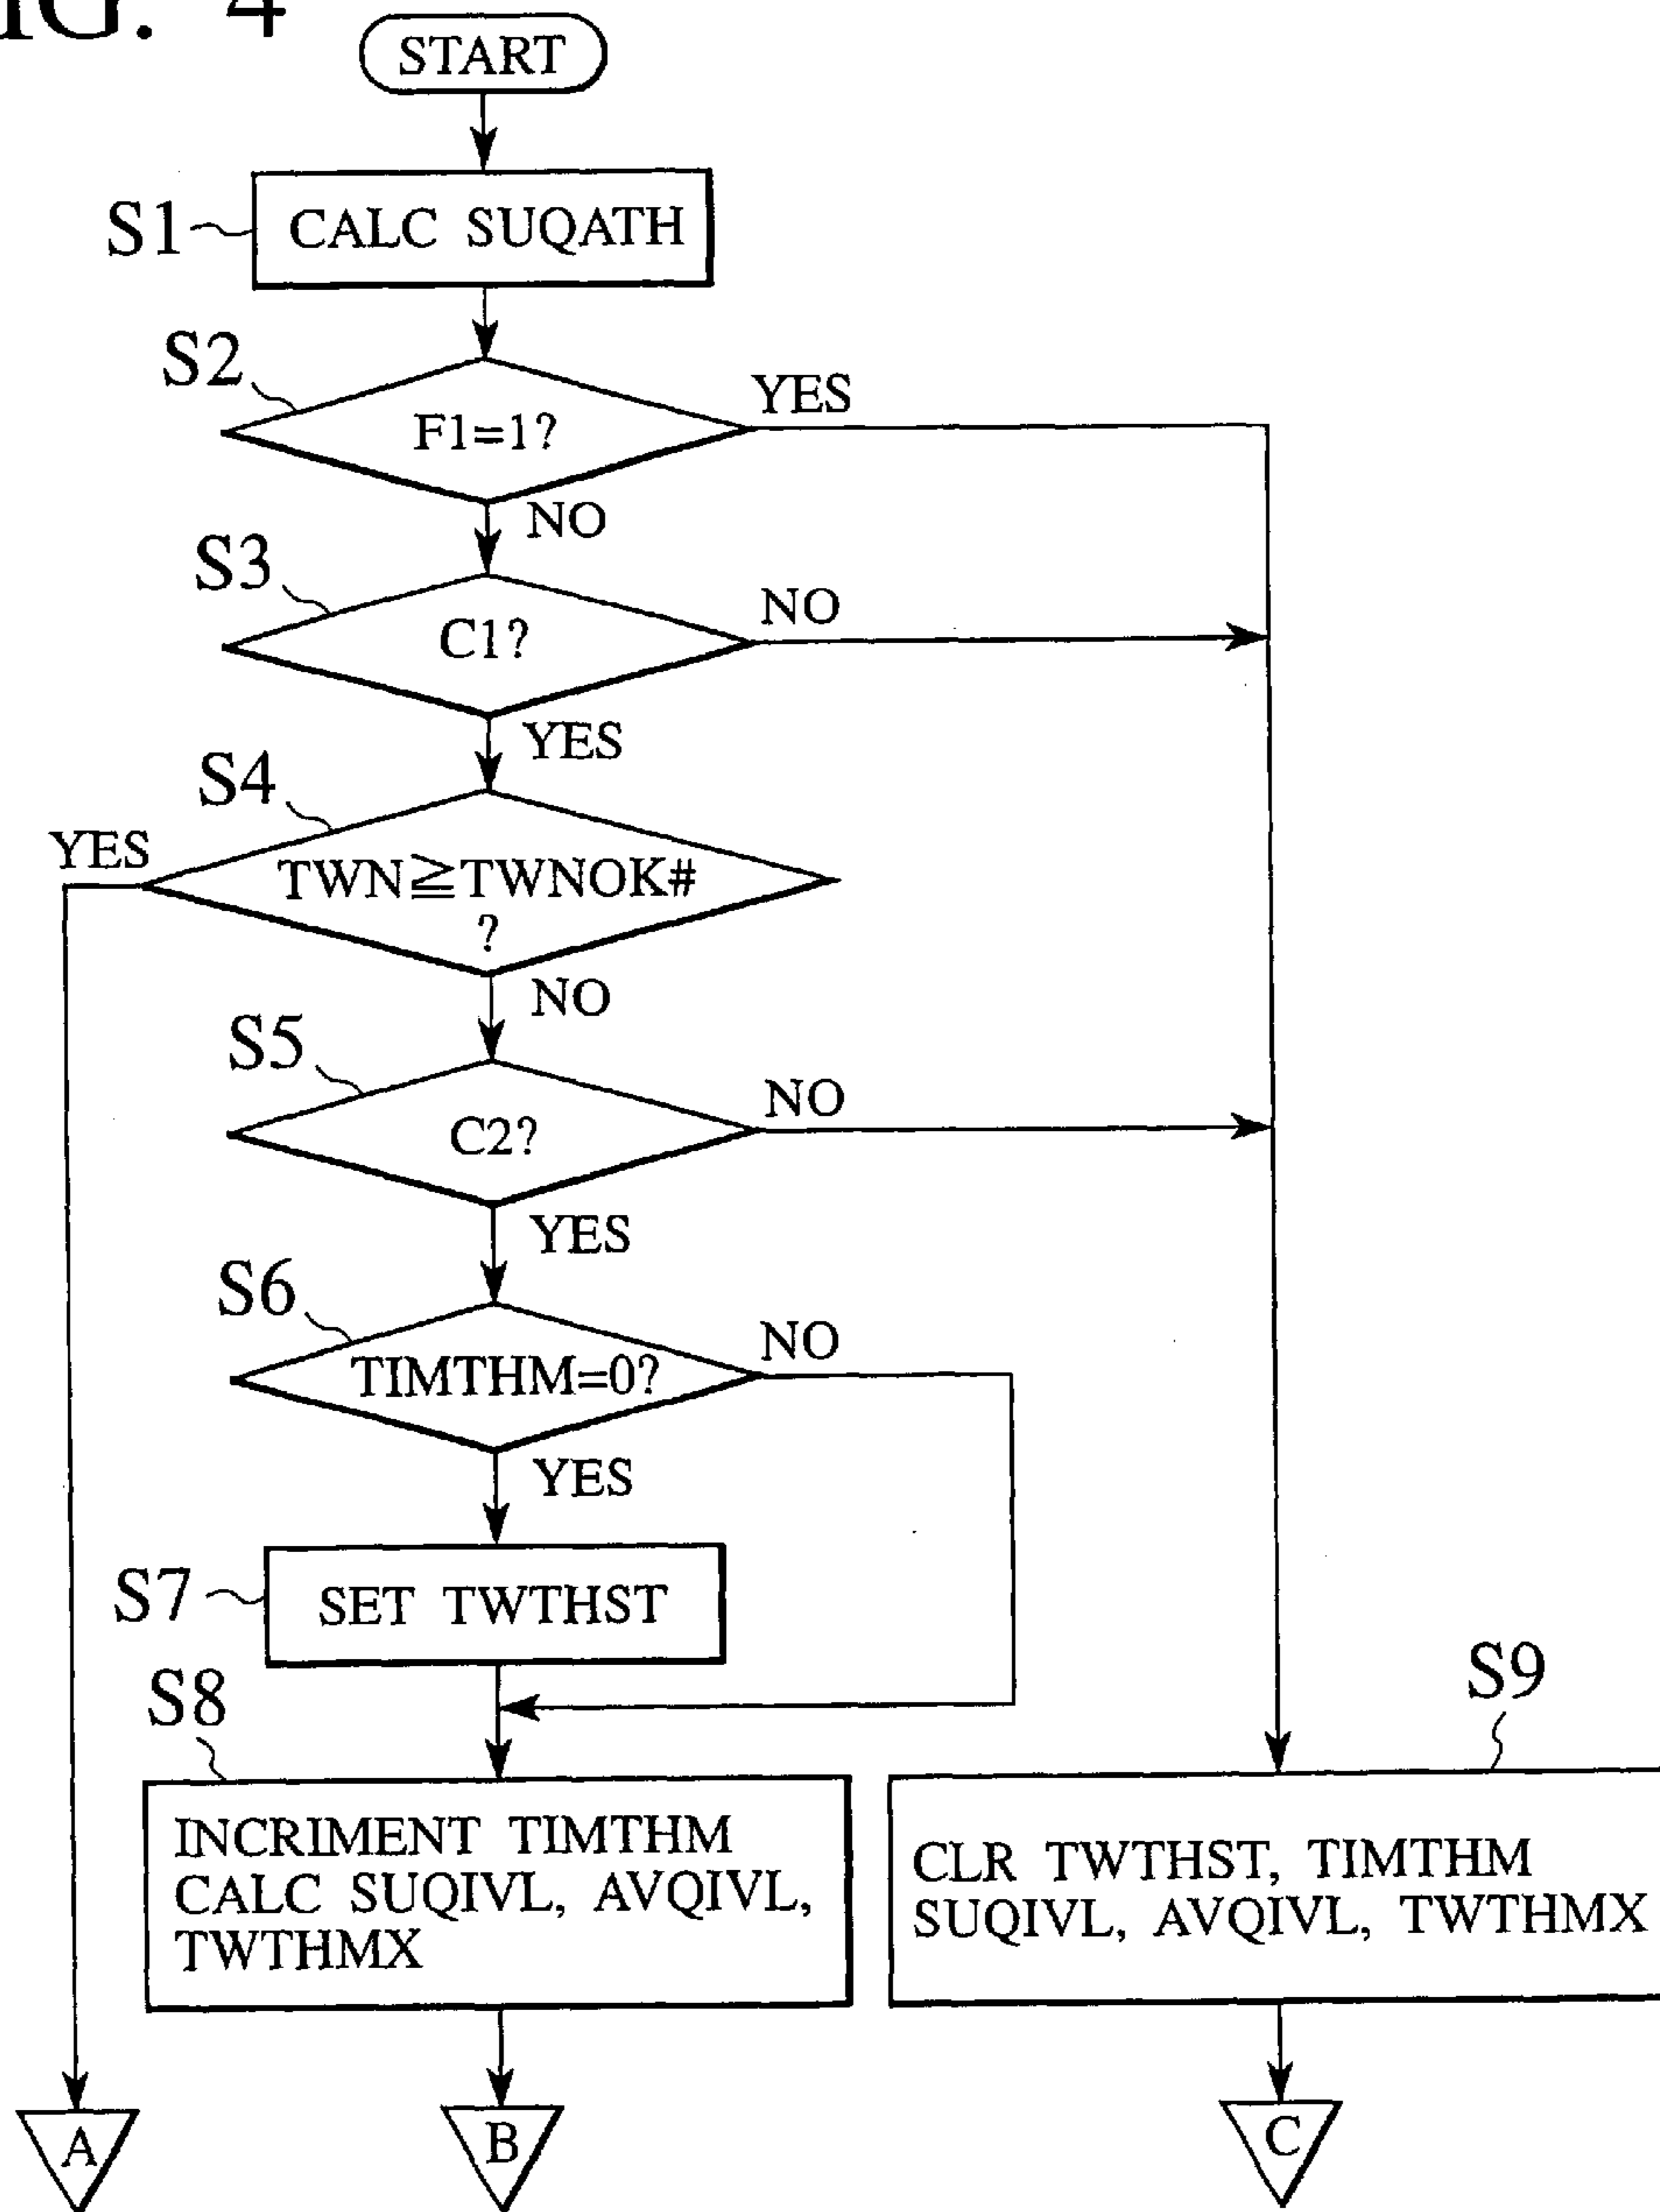 FIG. 4
START
S1
CALC SUQATH
S2
F1=1?
YES
NO
S3
C1?
NO
YES
S4
YES
TWN≧TWNOK#
?
NO
S5
C2?
NO
YES
S6
TIMTHM=0?
NO
YES
S7
SET TWTHST
S8
INCRIMENT TIMTHM
CALC SUQIVL, AVQIVL,
TWTHMX
S9
CLR TWTHST, TIMTHM
SUQIVL, AVQIVL, TWTHMX
A
B
C